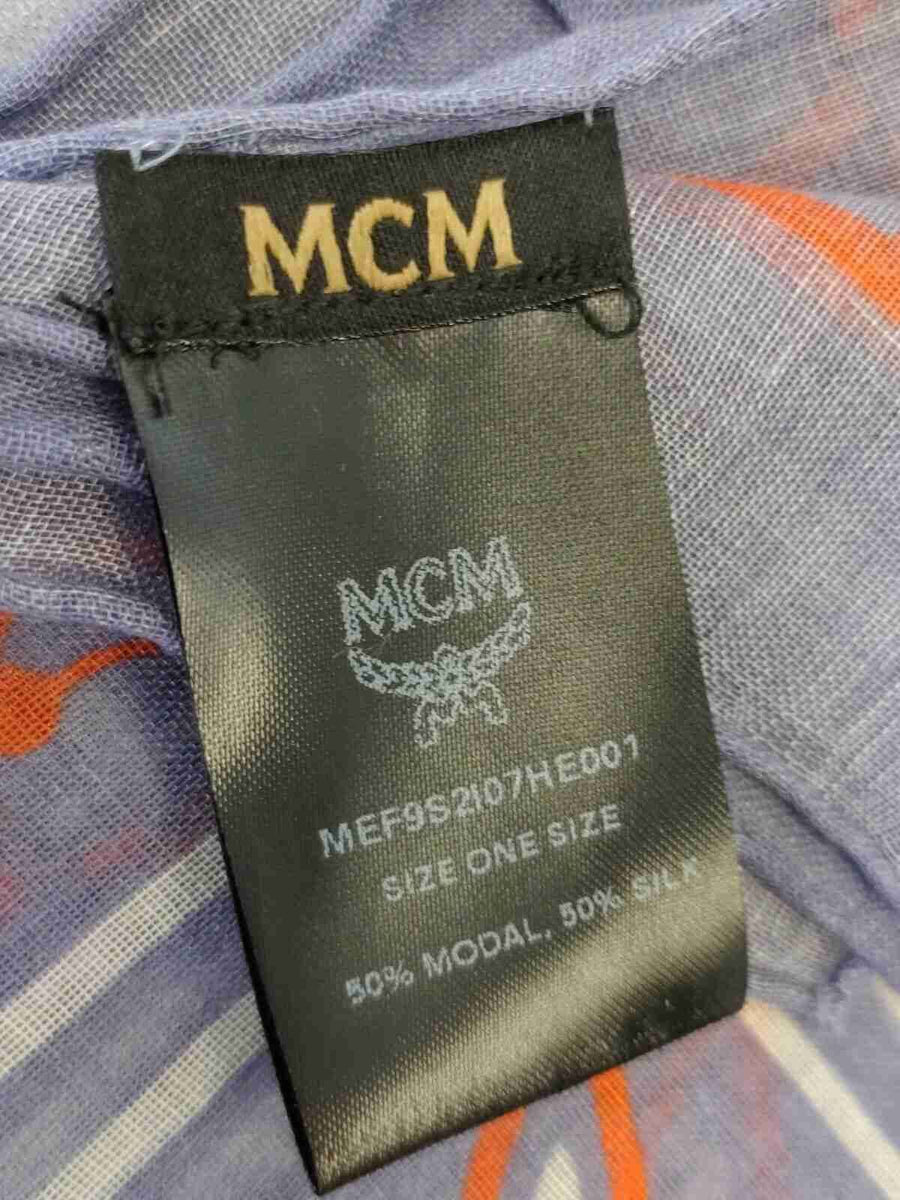 MCM
MCM
MEF9S2I07HE001
SIZE ONE SIZE
50% MODAL, 50% SILK